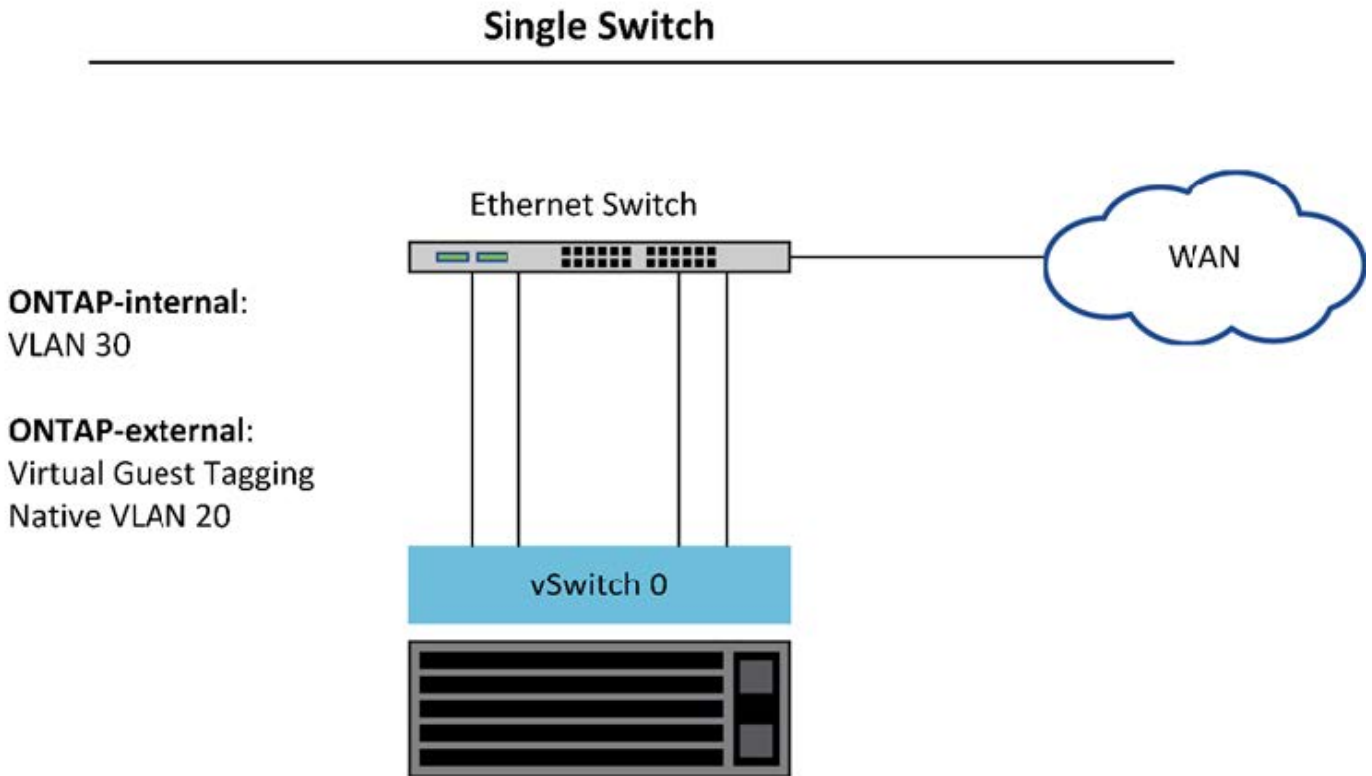 Single Switch
Ethernet Switch
WAN
ONTAP-internal:
VLAN 30
ONTAP-external:
Virtual Guest Tagging
Native VLAN 20
vSwitch 0